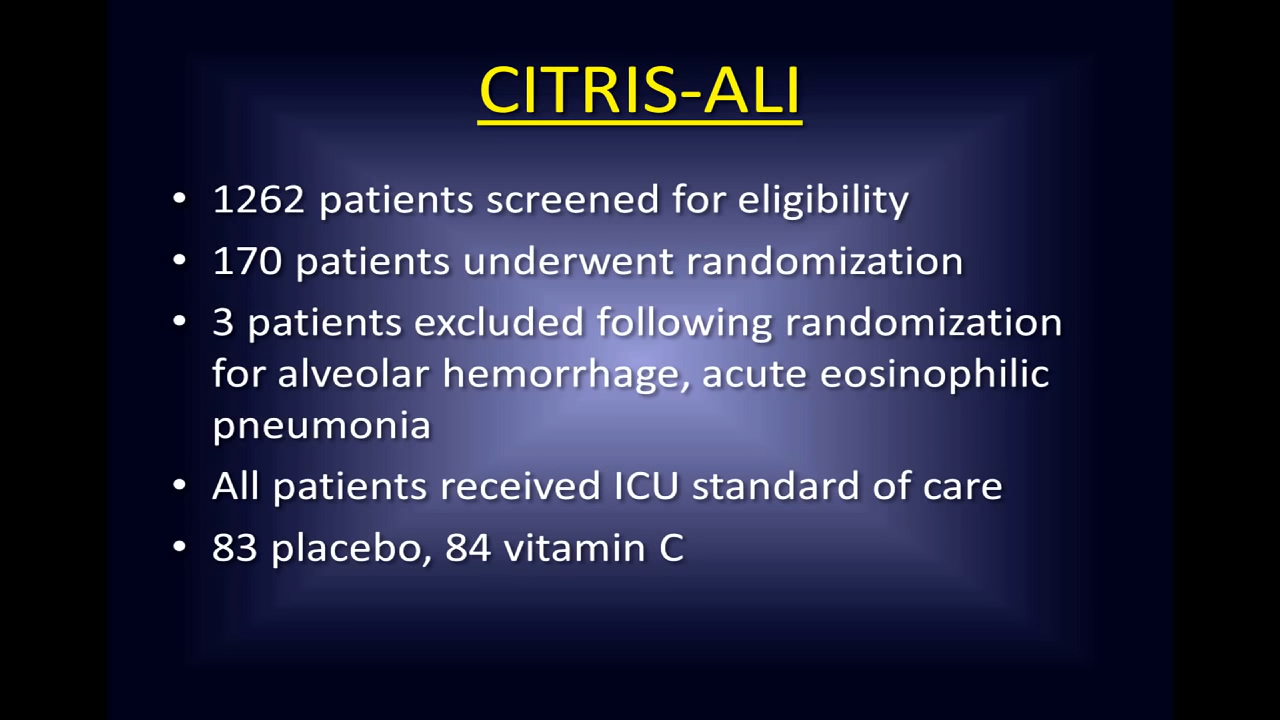 CITRIS-ALI
• 1262 patients screened for eligibility
• 170 patients underwent randomization
• 3 patients excluded following randomization
for alveolar hemorrhage, acute eosinophilic
pneumonia
• All patients received ICU standard of care
• 83 placebo, 84 vitamin C